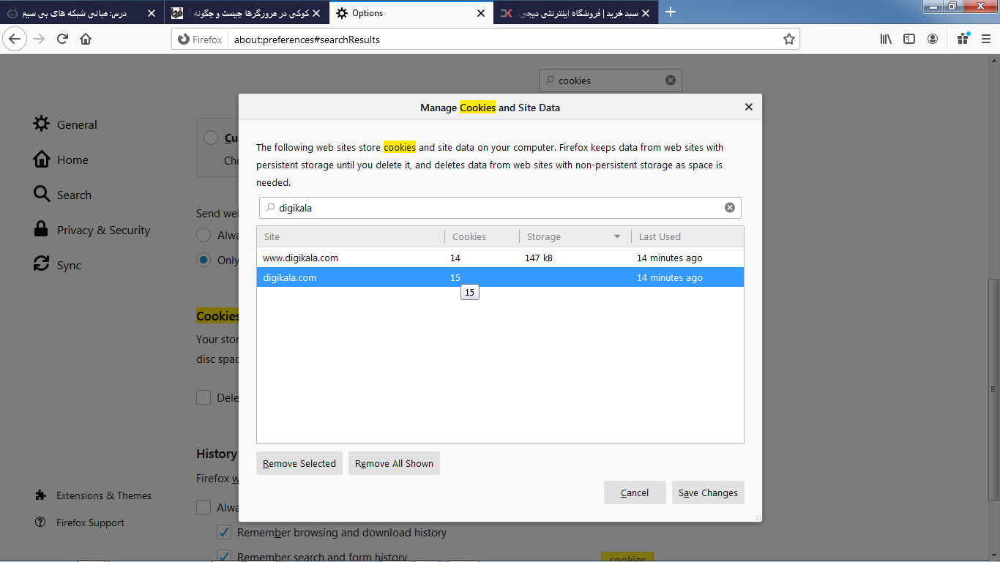 درس: مبانی شبکه های بی سیم
کوکی در مرورگرها چیست و چگونه
Options
سبد خرید | فروشگاه اینترنتی دیجی
Firefox
about:preferences#searchResults
cookies
General
Home
Search
Privacy & Security
Sync
Extensions & Themes
Firefox Support
Cu
Cho
Send we
Alwa
Only
Cookies
Your stor
disc spac
Dele
History
Firefox w
Alwa
Remember browsing and download history
Remember search and form history
cookies
Manage Cookies and Site Data
The following web sites store cookies and site data on your computer. Firefox keeps data from web sites with
persistent storage until you delete it, and deletes data from web sites with non-persistent storage as space is
needed.
digikala
Site Cookies Storage Last Used
www.digikala.com 14 147 kB 14 minutes ago
digikala.com 15 14 minutes ago
15
Remove Selected Remove All Shown
Cancel Save Changes